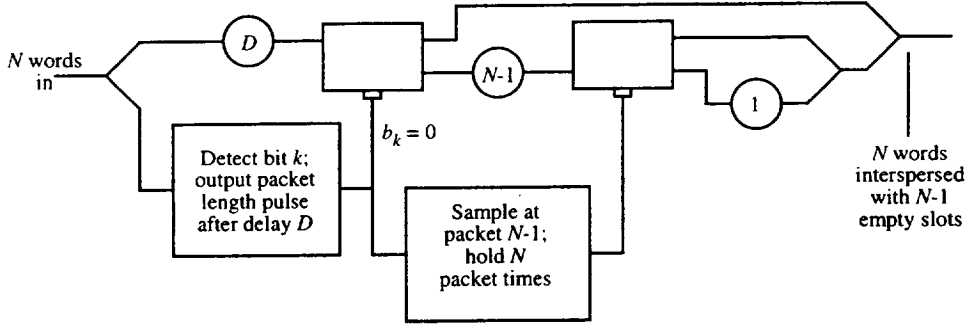 N words
in
D
N-1
1
b_k = 0
Detect bit k;
output packet
length pulse
after delay D
Sample at
packet N-1;
hold N
packet times
N words
interspersed
with N-1
empty slots